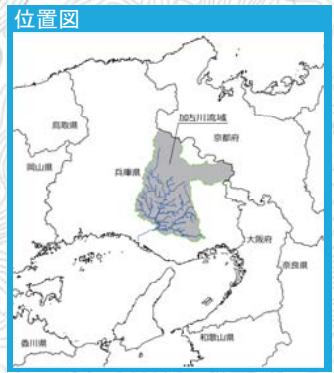 位置図
鳥取県
加古川流域
京都府
岡山県
兵庫県
大阪府
奈良県
和歌山県
香川県